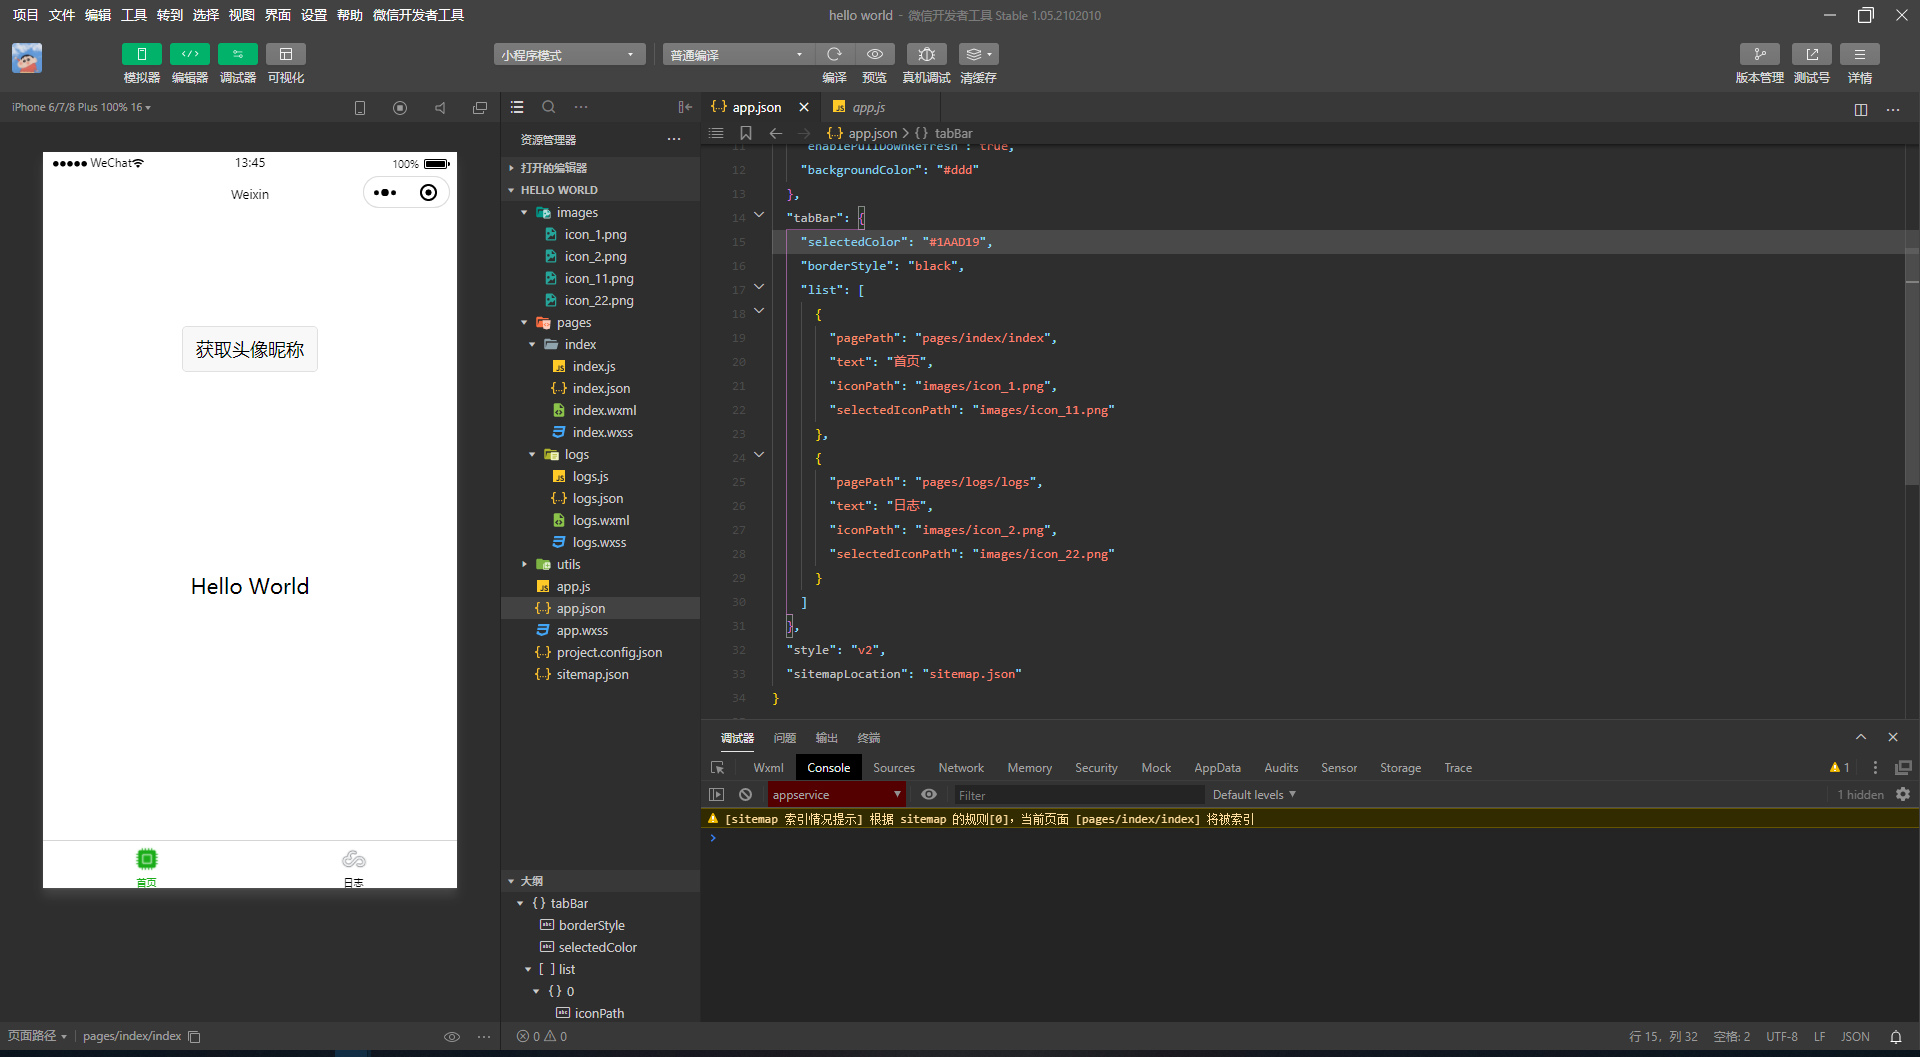 项目 文件 编辑 工具 转到 选择 视图 界面 设置 帮助 微信开发者工具
hello world - 微信开发者工具 Stable 1.05.2102010
模拟器 编辑器 调试器 可视化
小程序模式
普通编译
编译 预览 真机调试 清缓存
版本管理 测试号 详情
iPhone 6/7/8 Plus 100% 16
WeChat 13:45 100%
Weixin
获取头像昵称
Hello World
首页 日志
页面路径 pages/index/index
资源管理器
打开的编辑器
HELLO WORLD
images
icon_1.png
icon_2.png
icon_11.png
icon_22.png
pages
index
index.js
index.json
index.wxml
index.wxss
logs
logs.js
logs.json
logs.wxml
logs.wxss
utils
app.js
app.json
app.wxss
project.config.json
sitemap.json
大纲
{ } tabBar
borderStyle
selectedColor
[ ] list
{ } 0
iconPath
0 0
{..} app.json app.js
{..} app.json > { } tabBar
11 "enablePullDownRefresh": true,
12 "backgroundColor": "#ddd"
13 },
14 "tabBar": {
15 "selectedColor": "#1AAD19",
16 "borderStyle": "black",
17 "list": [
18 {
19 "pagePath": "pages/index/index",
20 "text": "首页",
21 "iconPath": "images/icon_1.png",
22 "selectedIconPath": "images/icon_11.png"
23 },
24 {
25 "pagePath": "pages/logs/logs",
26 "text": "日志",
27 "iconPath": "images/icon_2.png",
28 "selectedIconPath": "images/icon_22.png"
29 }
30 ]
31 },
32 "style": "v2",
33 "sitemapLocation": "sitemap.json"
34 }
调试器 问题 输出 终端
Wxml Console Sources Network Memory Security Mock AppData Audits Sensor Storage Trace 1
appservice Filter Default levels 1 hidden
[sitemap 索引情况提示] 根据 sitemap 的规则[0]，当前页面 [pages/index/index] 将被索引
行 15，列 32 空格: 2 UTF-8 LF JSON